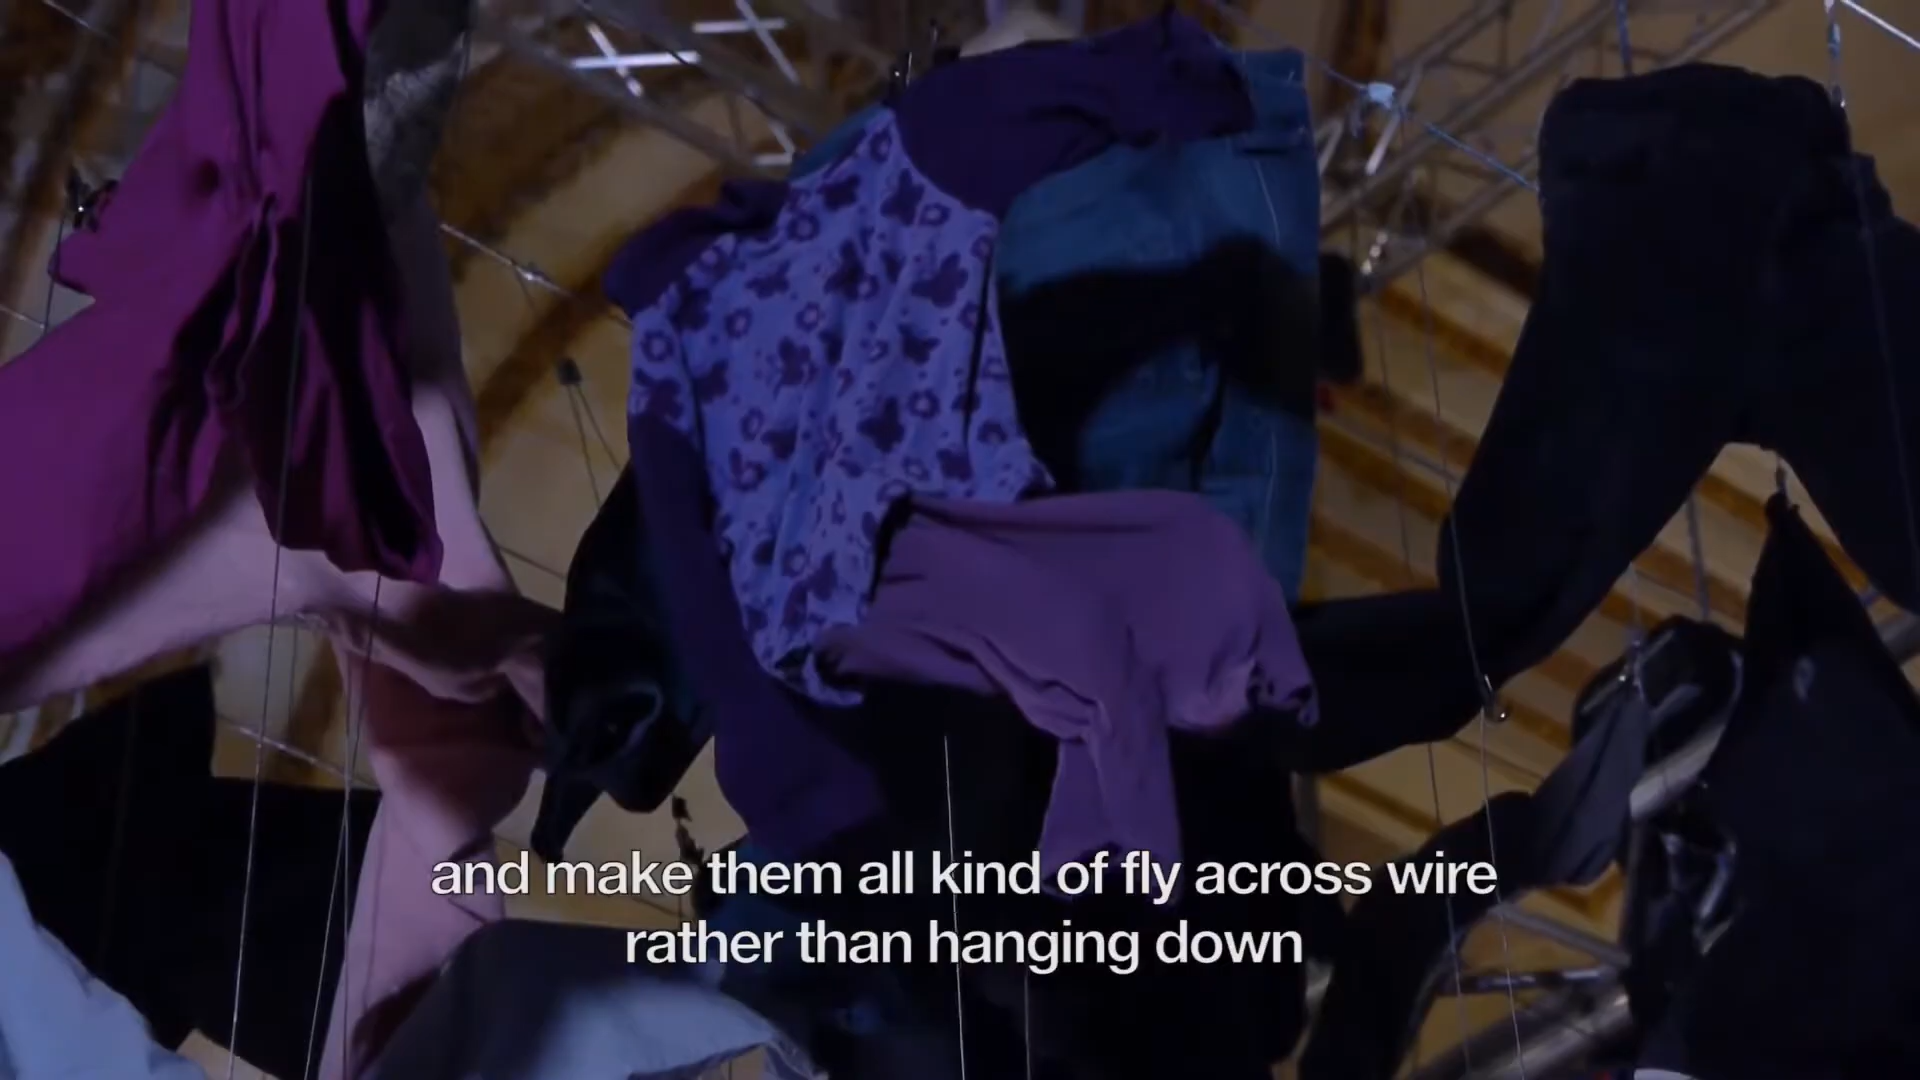 and make them all kind of fly across wire
rather than hanging down